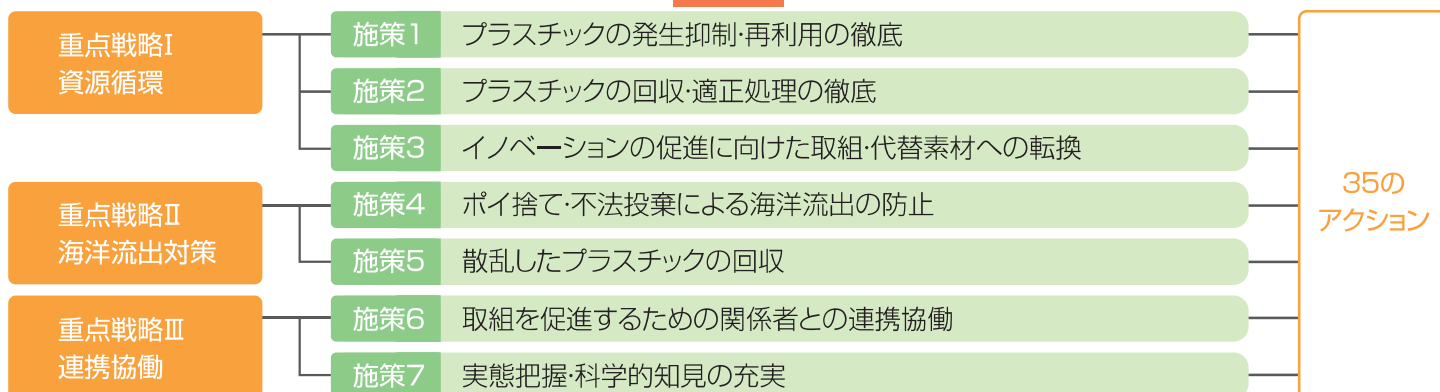 重点戦略Ⅰ
資源循環
施策1 プラスチックの発生抑制・再利用の徹底
施策2 プラスチックの回収・適正処理の徹底
施策3 イノベーションの促進に向けた取組・代替素材への転換
重点戦略Ⅱ
海洋流出対策
施策4 ポイ捨て・不法投棄による海洋流出の防止
施策5 散乱したプラスチックの回収
重点戦略Ⅲ
連携協働
施策6 取組を促進するための関係者との連携協働
施策7 実態把握・科学的知見の充実
35の
アクション